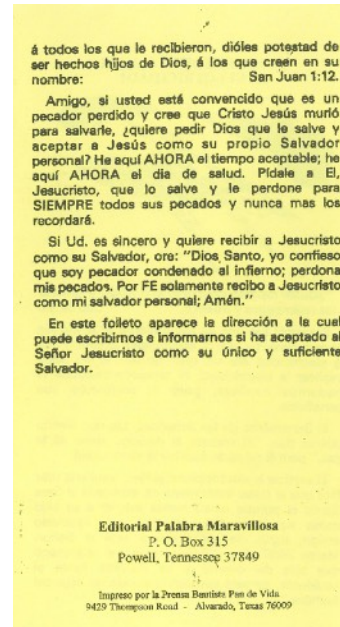 á todos los que le recibieron, dióles potestad de
ser hechos hijos de Dios, á los que creen en su
nombre: San Juan 1:12.
Amigo, si usted está convencido que es un
pecador perdido y cree que Cristo Jesús murió
para salvarle, ¿quiere pedir Dios que le salve y
aceptar a Jesús como su propio Salvador
personal? He aquí AHORA el tiempo aceptable; he
aquí AHORA el dia de salud. Pídale a El,
Jesucristo, que lo salve y le perdone para
SIEMPRE todos sus pecados y nunca mas los
recordará.
Si Ud. es sincero y quiere recibir a Jesucristo
como su Salvador, ore: "Dios Santo, yo confieso
que soy pecador condenado al infierno; perdona
mis pecados. Por FE solamente recibo a Jesucristo
como mi salvador personal; Amén."
En este folleto aparece la dirección a la cual
puede escribirnos e informarnos si ha aceptado al
Señor Jesucristo como su único y suficiente
Salvador.
Editorial Palabra Maravillosa
P. O. Box 315
Powell, Tennessee 37849
Impreso por la Prensa Bautista Pan de Vida
9429 Thompson Road - Alvarado, Texas 76009